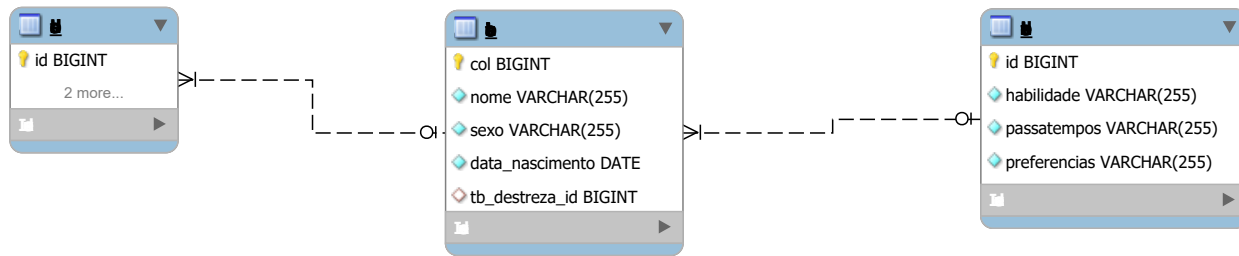 id BIGINT
2 more...
col BIGINT
nome VARCHAR(255)
sexo VARCHAR(255)
data_nascimento DATE
tb_destreza_id BIGINT
id BIGINT
habilidade VARCHAR(255)
passatempos VARCHAR(255)
preferencias VARCHAR(255)